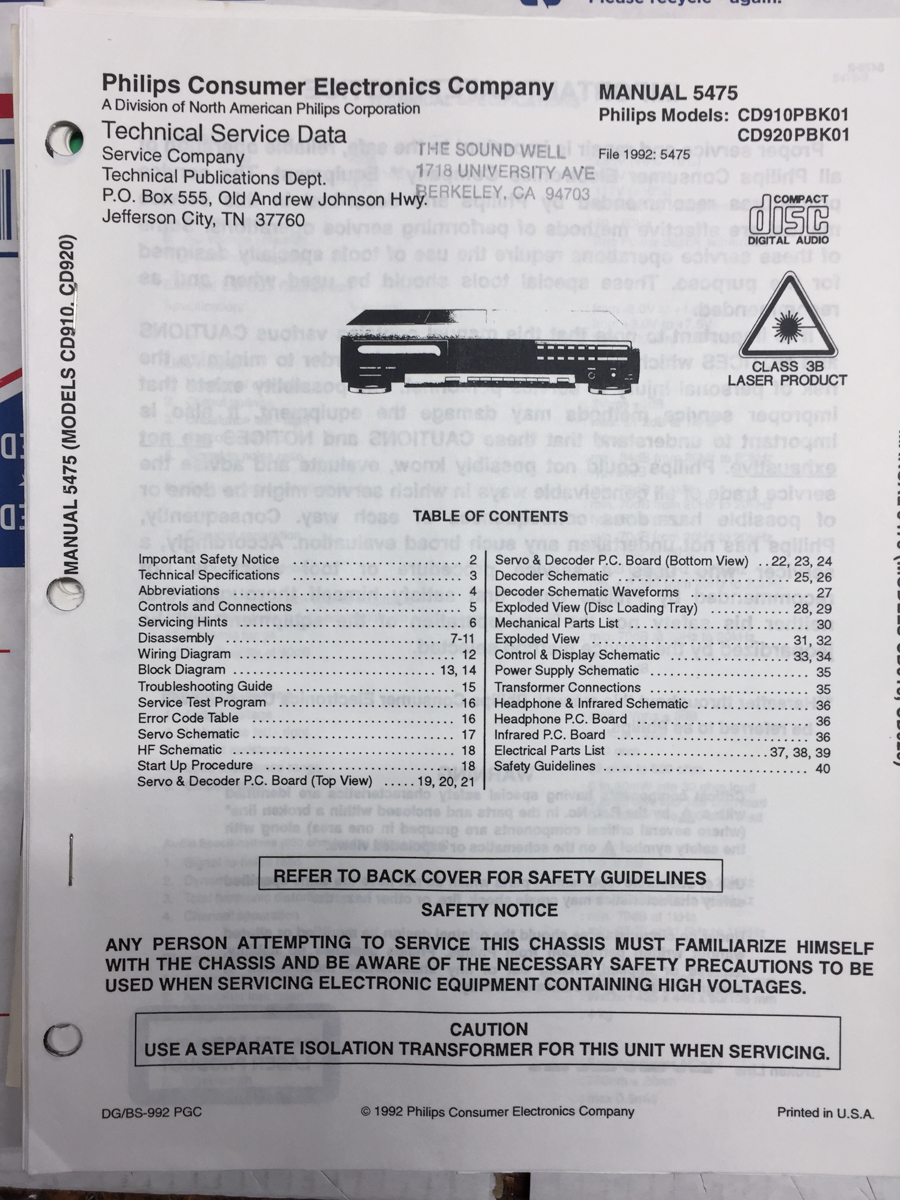 Please recycle again.
Philips Consumer Electronics Company
A Division of North American Philips Corporation
Technical Service Data
Service Company
Technical Publications Dept.
P.O. Box 555, Old And rew Johnson Hwy.
Jefferson City, TN 37760
THE SOUND WELL
1718 UNIVERSITY AVE
BERKELEY, CA 94703
MANUAL 5475
Philips Models: CD910PBK01
CD920PBK01
File 1992: 5475
COMPACT
disc
DIGITAL AUDIO
CLASS 3B
LASER PRODUCT
MANUAL 5475 (MODELS CD910, CD920)
TABLE OF CONTENTS
Important Safety Notice 2
Technical Specifications 3
Abbreviations 4
Controls and Connections 5
Servicing Hints 6
Disassembly 7-11
Wiring Diagram 12
Block Diagram 13, 14
Troubleshooting Guide 15
Service Test Program 16
Error Code Table 16
Servo Schematic 17
HF Schematic 18
Start Up Procedure 18
Servo & Decoder P.C. Board (Top View) 19, 20, 21
Servo & Decoder P.C. Board (Bottom View) 22, 23, 24
Decoder Schematic 25, 26
Decoder Schematic Waveforms 27
Exploded View (Disc Loading Tray) 28, 29
Mechanical Parts List 30
Exploded View 31, 32
Control & Display Schematic 33, 34
Power Supply Schematic 35
Transformer Connections 35
Headphone & Infrared Schematic 36
Headphone P.C. Board 36
Infrared P.C. Board 36
Electrical Parts List 37, 38, 39
Safety Guidelines 40
REFER TO BACK COVER FOR SAFETY GUIDELINES
SAFETY NOTICE
ANY PERSON ATTEMPTING TO SERVICE THIS CHASSIS MUST FAMILIARIZE HIMSELF
WITH THE CHASSIS AND BE AWARE OF THE NECESSARY SAFETY PRECAUTIONS TO BE
USED WHEN SERVICING ELECTRONIC EQUIPMENT CONTAINING HIGH VOLTAGES.
CAUTION
USE A SEPARATE ISOLATION TRANSFORMER FOR THIS UNIT WHEN SERVICING.
DG/BS-992 PGC
© 1992 Philips Consumer Electronics Company
Printed in U.S.A.